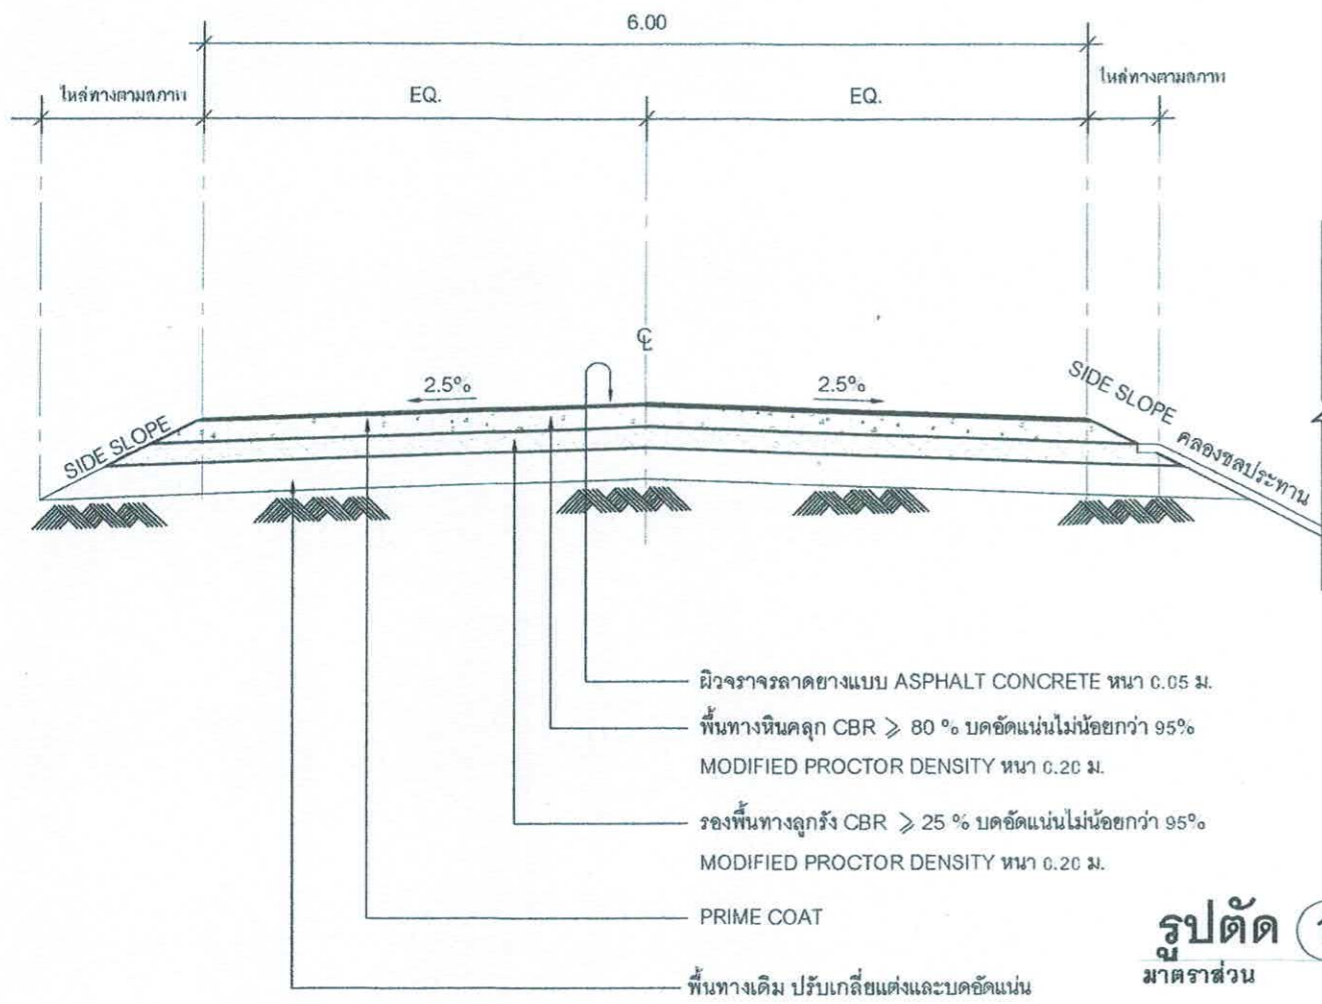 6.00
ไหล่ทางตามสภาพ
EQ.
EQ.
ไหล่ทางตามสภาพ
℄
2.5%
2.5%
SIDE SLOPE
SIDE SLOPE
คลองชลประทาน
ผิวจราจรลาดยางแบบ ASPHALT CONCRETE หนา 0.05 ม.
พื้นทางหินคลุก CBR ⩾ 80 % บดอัดแน่นไม่น้อยกว่า 95%
MODIFIED PROCTOR DENSITY หนา 0.20 ม.
รองพื้นทางลูกรัง CBR ⩾ 25 % บดอัดแน่นไม่น้อยกว่า 95%
MODIFIED PROCTOR DENSITY หนา 0.20 ม.
PRIME COAT
พื้นทางเดิม ปรับเกลี่ยแต่งและบดอัดแน่น
รูปตัด
มาตราส่วน